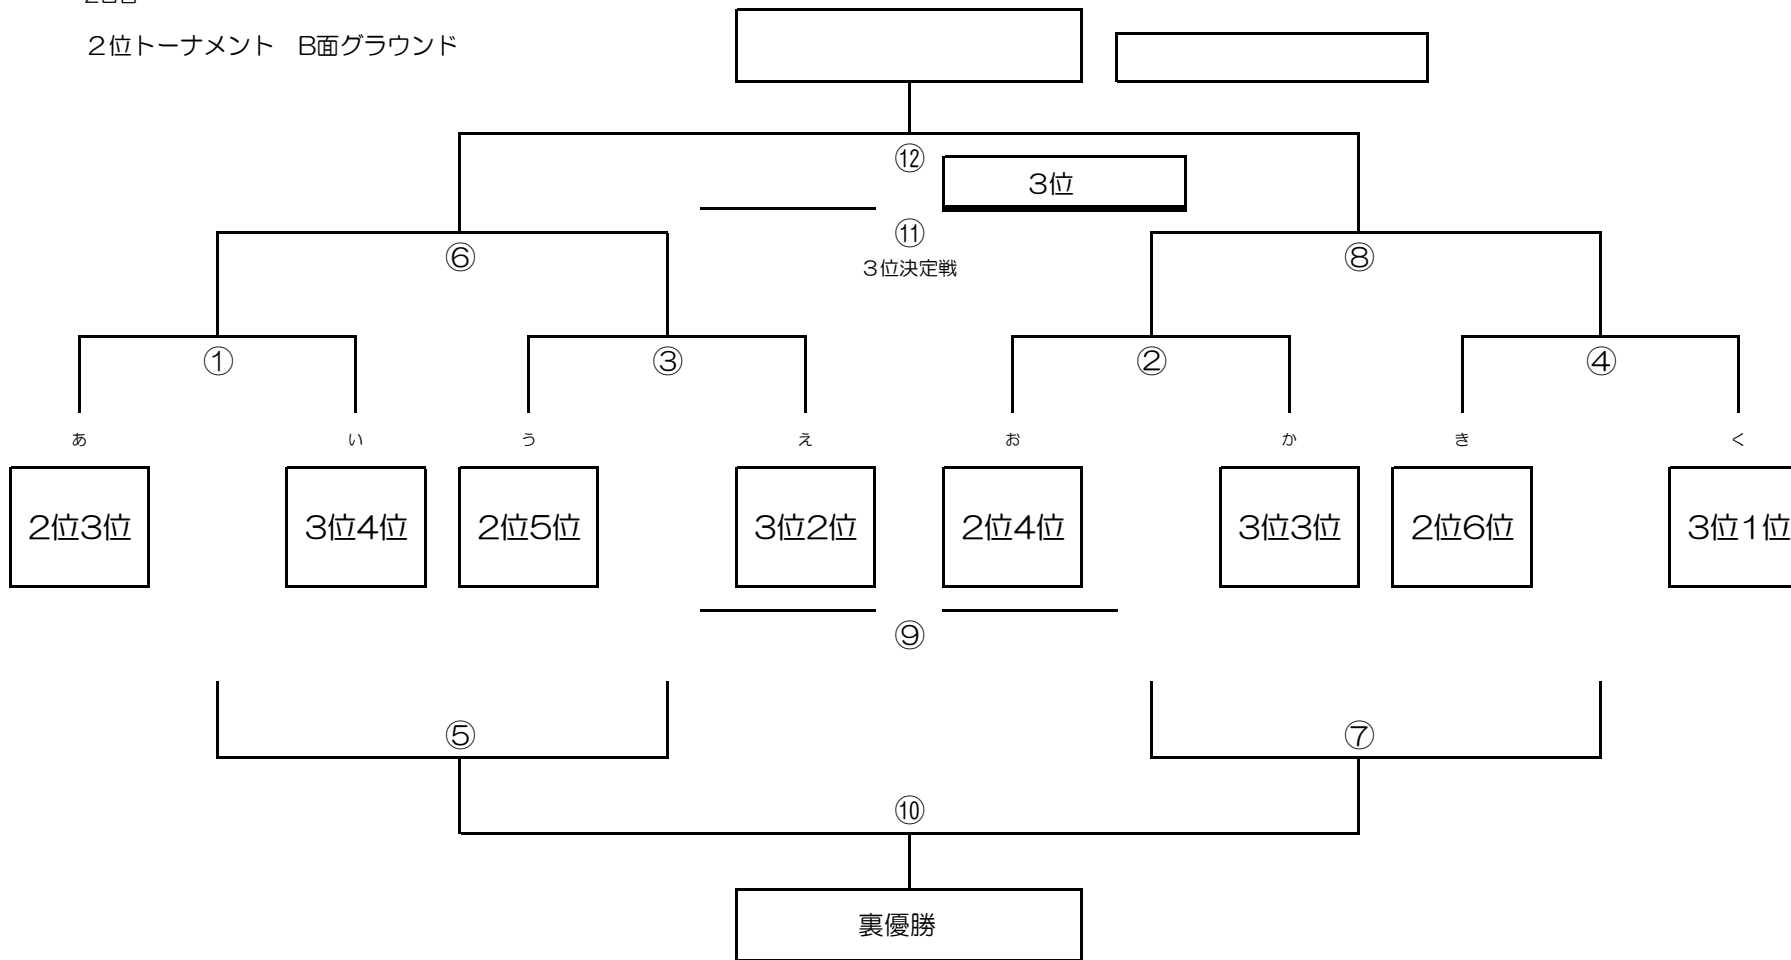 2位トーナメント B面グラウンド
⑫
3位
⑪
3位決定戦
⑥
⑧
①
③
②
④
あ
い
う
え
お
か
き
く
2位3位
3位4位
2位5位
3位2位
2位4位
3位3位
2位6位
3位1位
⑨
⑤
⑦
⑩
裏優勝